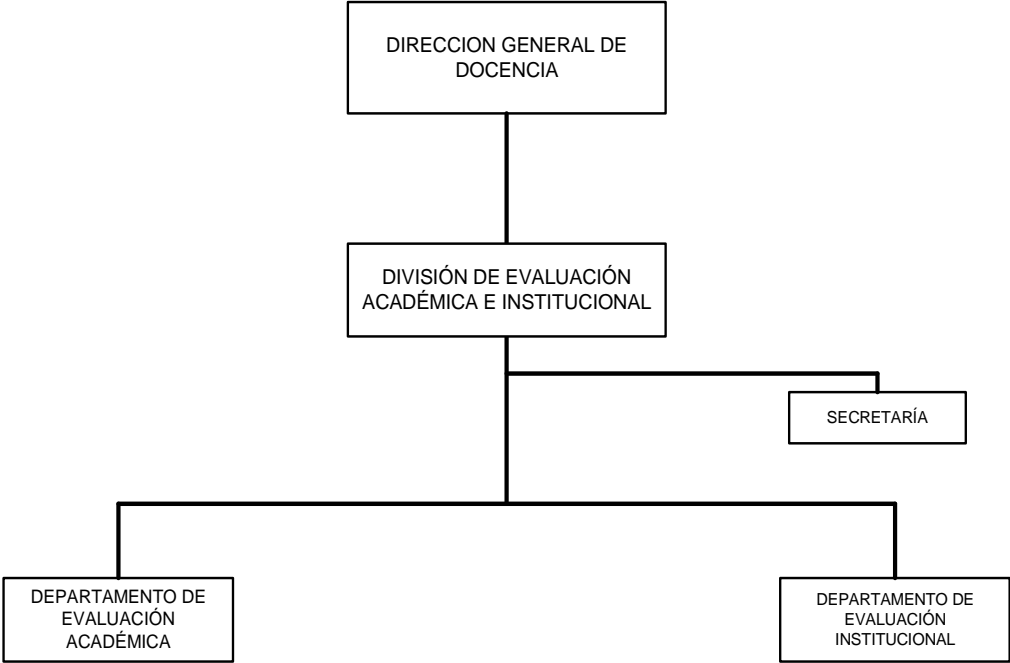 DIRECCION GENERAL DE
DOCENCIA
DIVISIÓN DE EVALUACIÓN
ACADÉMICA E INSTITUCIONAL
SECRETARÍA
DEPARTAMENTO DE
EVALUACIÓN
ACADÉMICA
DEPARTAMENTO DE
EVALUACIÓN
INSTITUCIONAL